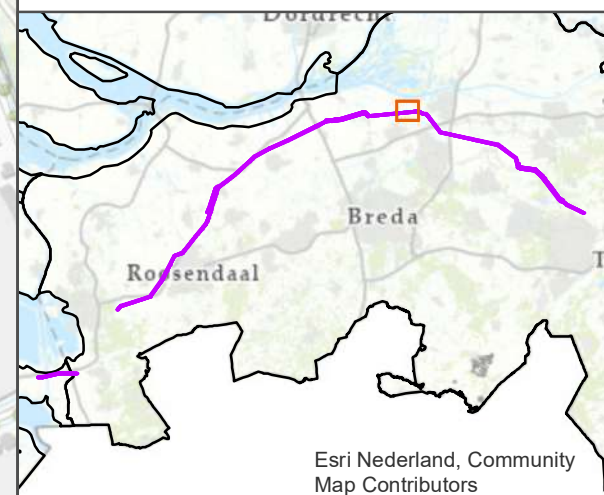 Dordrecht
Breda
Roosendaal
T
Esri Nederland, Community
Map Contributors